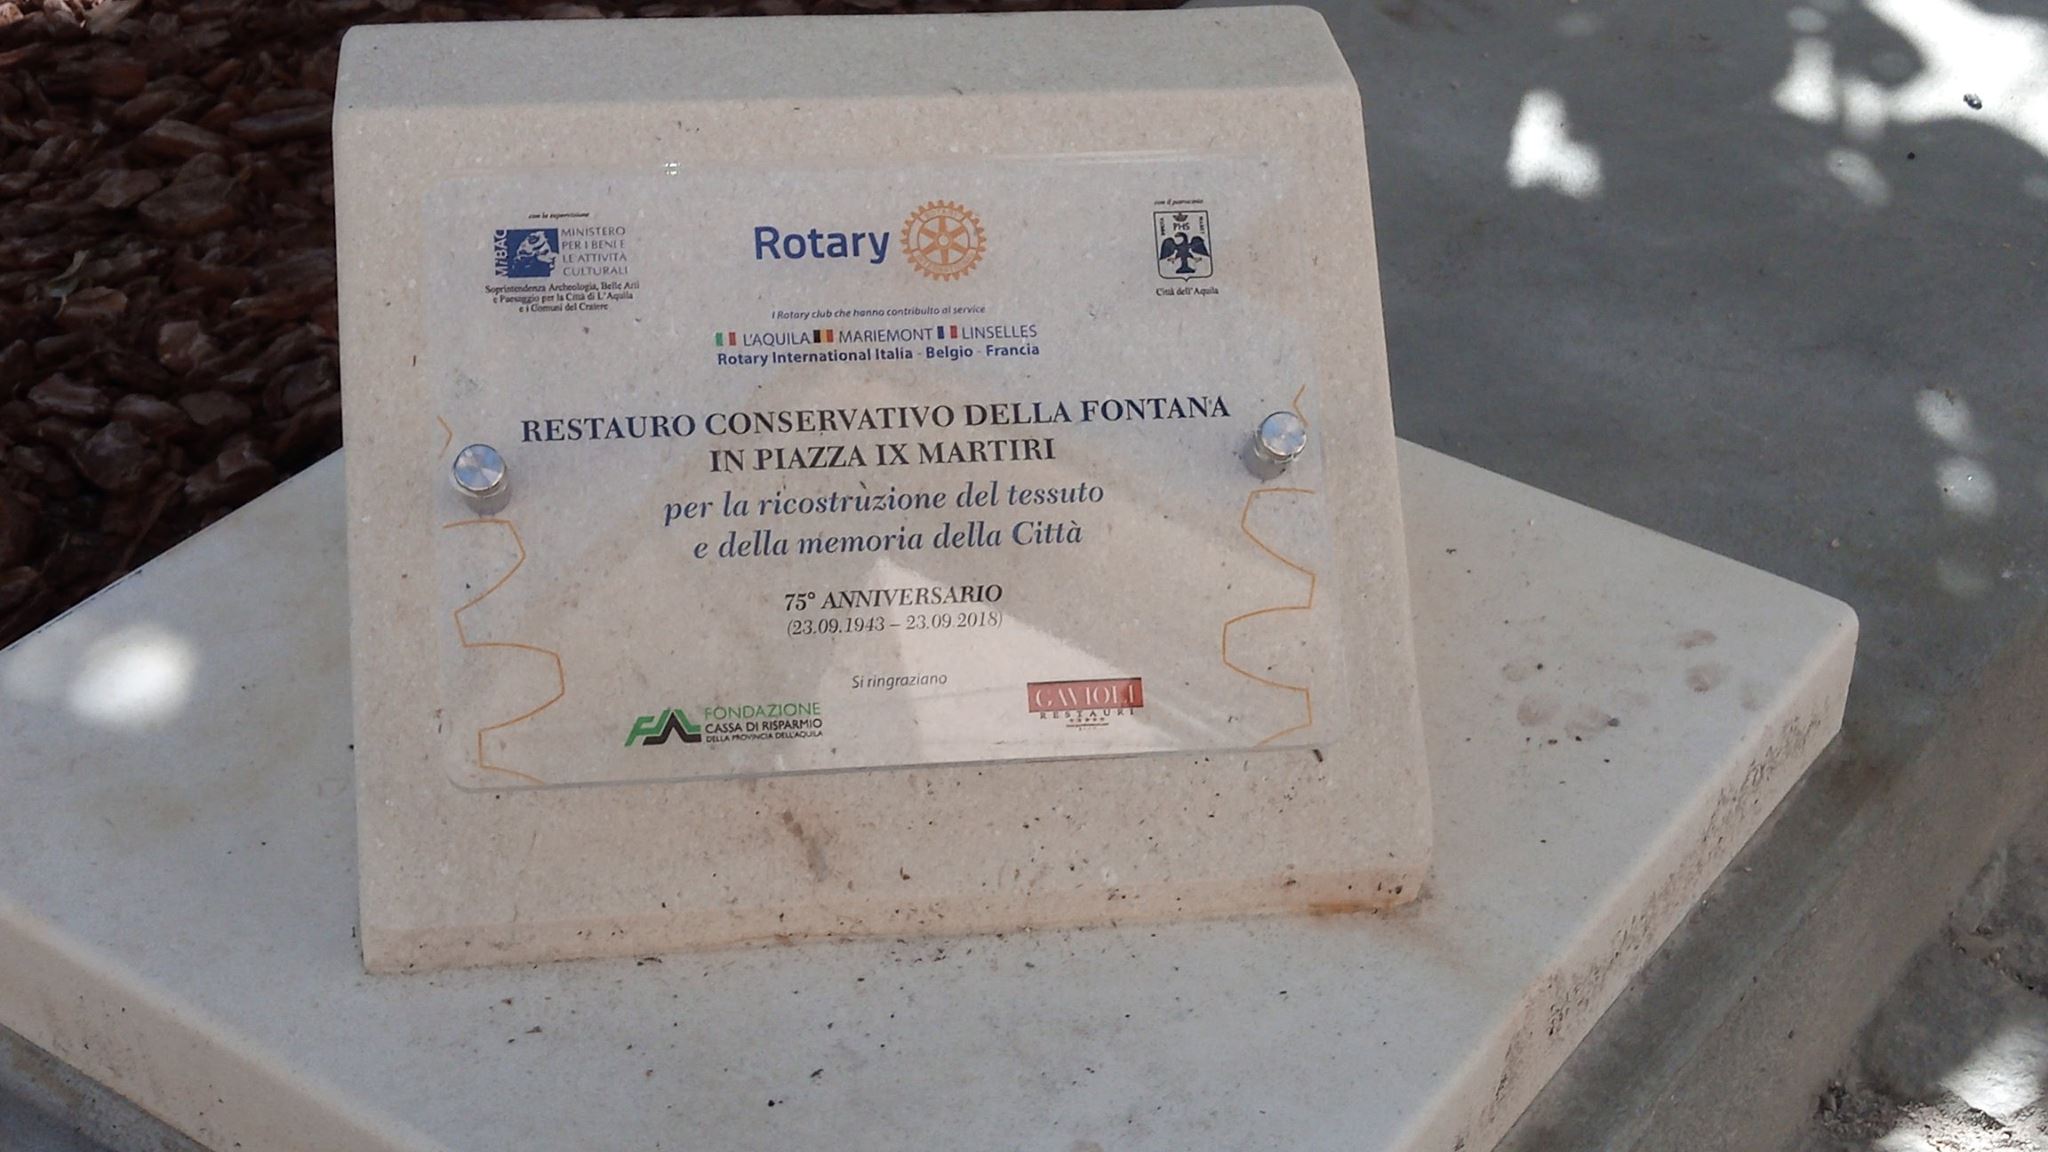 con la supervisione
MiBAC
MINISTERO
PER I BENI E
LE ATTIVITÀ
CULTURALI
Soprintendenza Archeologia, Belle Arti
e Paesaggio per la Città di L'Aquila
e i Comuni del Cratere
Rotary
con il patrocinio
PHS
Città dell'Aquila
I Rotary club che hanno contribuito al service
L'AQUILA MARIEMONT LINSELLES
Rotary International Italia - Belgio - Francia
RESTAURO CONSERVATIVO DELLA FONTANA
IN PIAZZA IX MARTIRI
per la ricostruzione del tessuto
e della memoria della Città
75° ANNIVERSARIO
(23.09.1943 – 23.09.2018)
Si ringraziano
FONDAZIONE
CASSA DI RISPARMIO
DELLA PROVINCIA DELL'AQUILA
GAVIOLI
RESTAURI